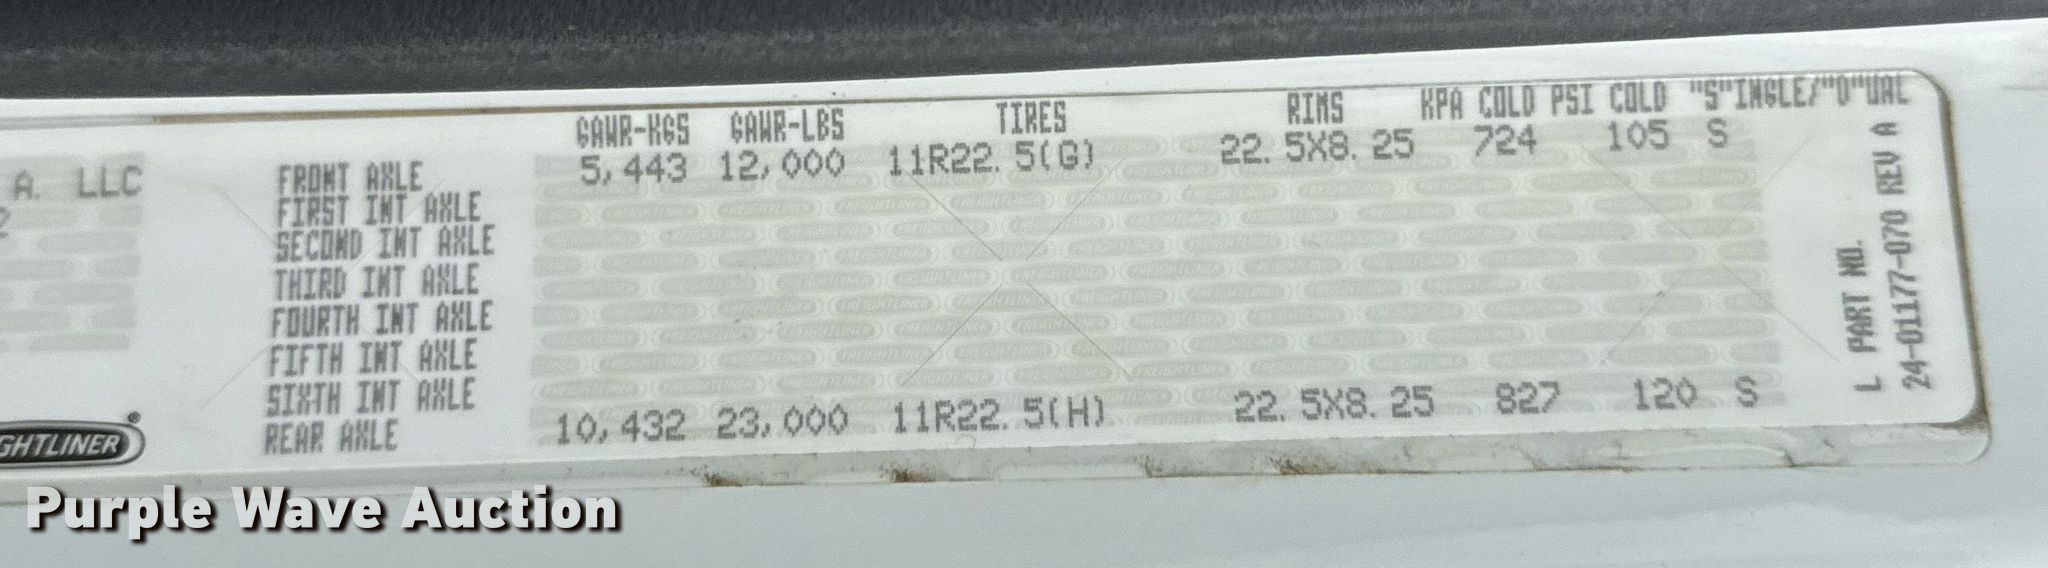 GAWR-KGS GAWR-LBS TIRES RIMS KPA COLD PSI COLD "S"INGLE/"D"UAL
A. LLC
FRONT AXLE 5,443 12,000 11R22.5(G) 22.5X8.25 724 105 S
2
FIRST INT AXLE
SECOND INT AXLE
THIRD INT AXLE
FOURTH INT AXLE
FIFTH INT AXLE
SIXTH INT AXLE
REAR AXLE 10,432 23,000 11R22.5(H) 22.5X8.25 827 120 S
L PART NO.
24-01177-070 REV A
GHTLINER®
Purple Wave Auction